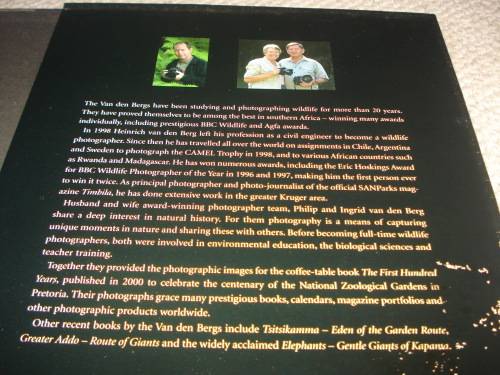 The Van den Bergs have been studying and photographing wildlife for more than 20 years.
They have proved themselves to be among the best in southern Africa – winning many awards
individually, including prestigious BBC Wildlife and Agfa awards.
In 1998 Heinrich van den Berg left his profession as a civil engineer to become a wildlife
photographer. Since then he has travelled all over the world on assignments in Chile, Argentina
and Sweden to photograph the CAMEL Trophy in 1998, and to various African countries such
as Rwanda and Madagascar. He has won numerous awards, including the Eric Hoskings Award
for BBC Wildlife Photographer of the Year in 1996 and 1997, making him the first person ever
to win it twice. As principal photographer and photo-journalist of the official SANParks mag-
azine Timbila, he has done extensive work in the greater Kruger area.
Husband and wife award-winning photographer team, Philip and Ingrid van den Berg
share a deep interest in natural history. For them photography is a means of capturing
unique moments in nature and sharing these with others. Before becoming full-time wildlife
photographers, both were involved in environmental education, the biological sciences and
teacher training.
Together they provided the photographic images for the coffee-table book The First Hundred
Years, published in 2000 to celebrate the centenary of the National Zoological Gardens in
Pretoria. Their photographs grace many prestigious books, calendars, magazine portfolios and
other photographic products worldwide.
Other recent books by the Van den Bergs include Tsitsikamma – Eden of the Garden Route,
Greater Addo – Route of Giants and the widely acclaimed Elephants – Gentle Giants of Kapama.